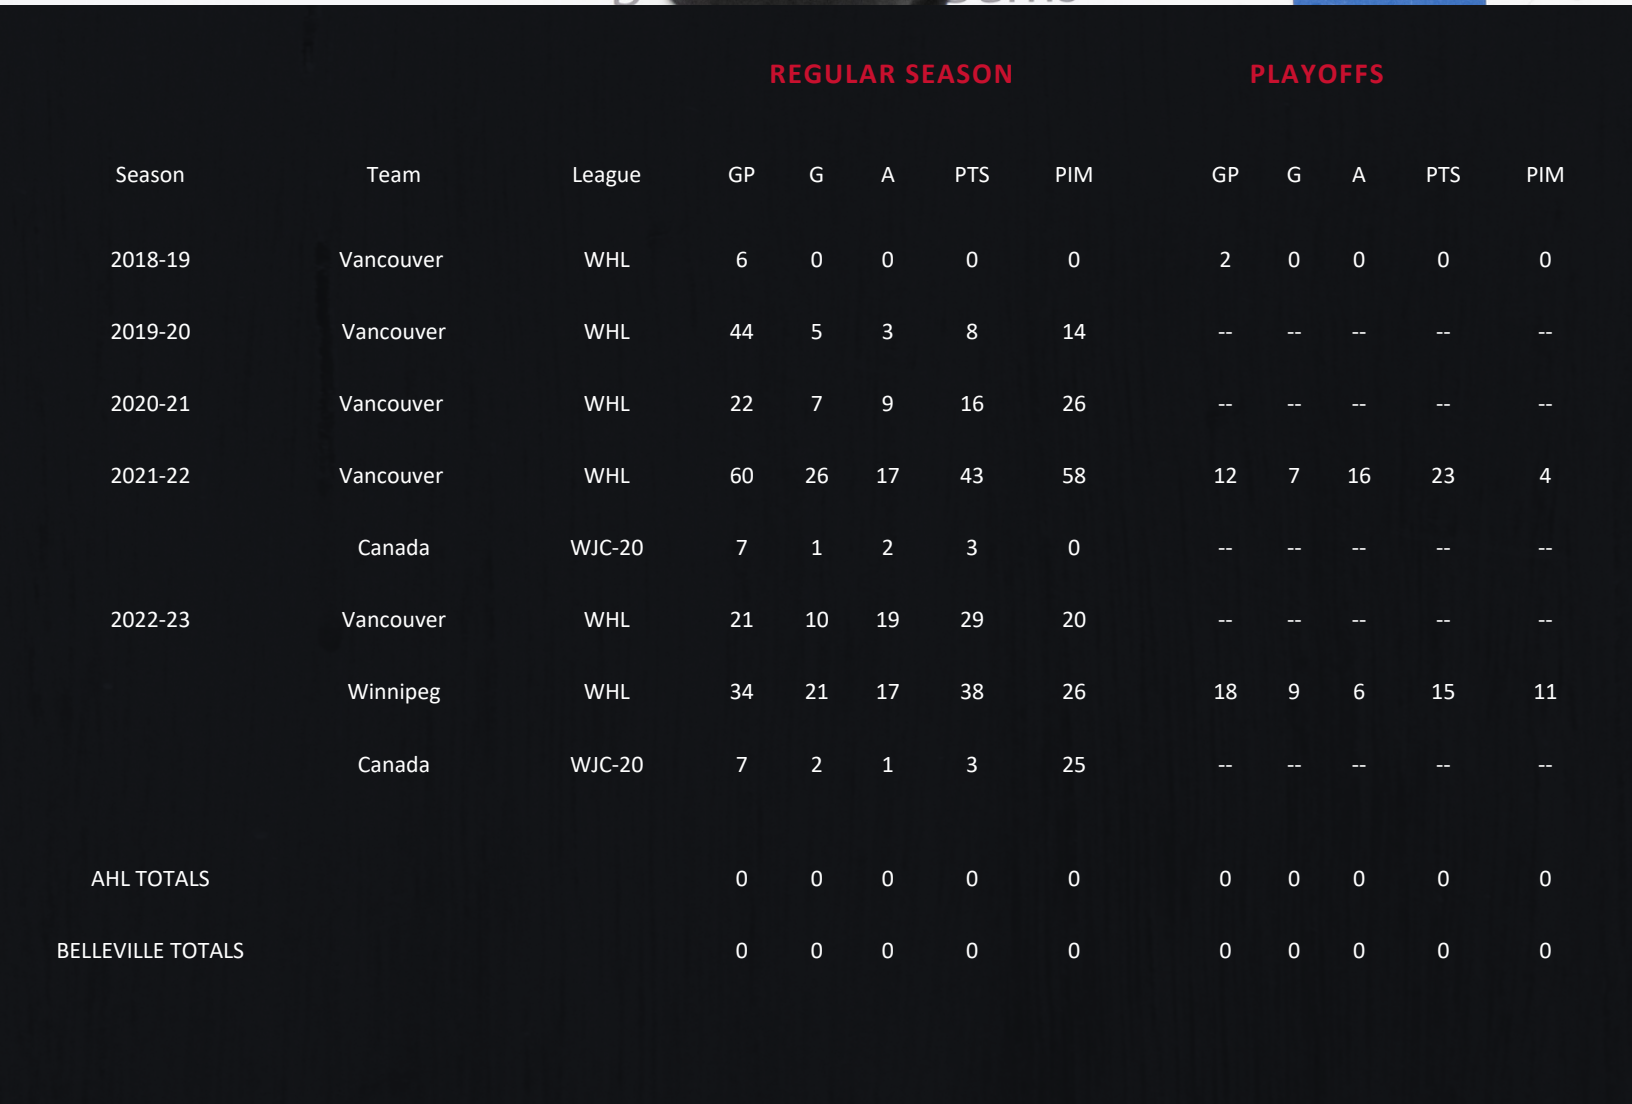 REGULAR SEASON PLAYOFFS
Season Team League GP G A PTS PIM GP G A PTS PIM
2018-19 Vancouver WHL 6 0 0 0 0 2 0 0 0 0
2019-20 Vancouver WHL 44 5 3 8 14 -- -- -- -- --
2020-21 Vancouver WHL 22 7 9 16 26 -- -- -- -- --
2021-22 Vancouver WHL 60 26 17 43 58 12 7 16 23 4
Canada WJC-20 7 1 2 3 0 -- -- -- -- --
2022-23 Vancouver WHL 21 10 19 29 20 -- -- -- -- --
Winnipeg WHL 34 21 17 38 26 18 9 6 15 11
Canada WJC-20 7 2 1 3 25 -- -- -- -- --
AHL TOTALS 0 0 0 0 0 0 0 0 0 0
BELLEVILLE TOTALS 0 0 0 0 0 0 0 0 0 0